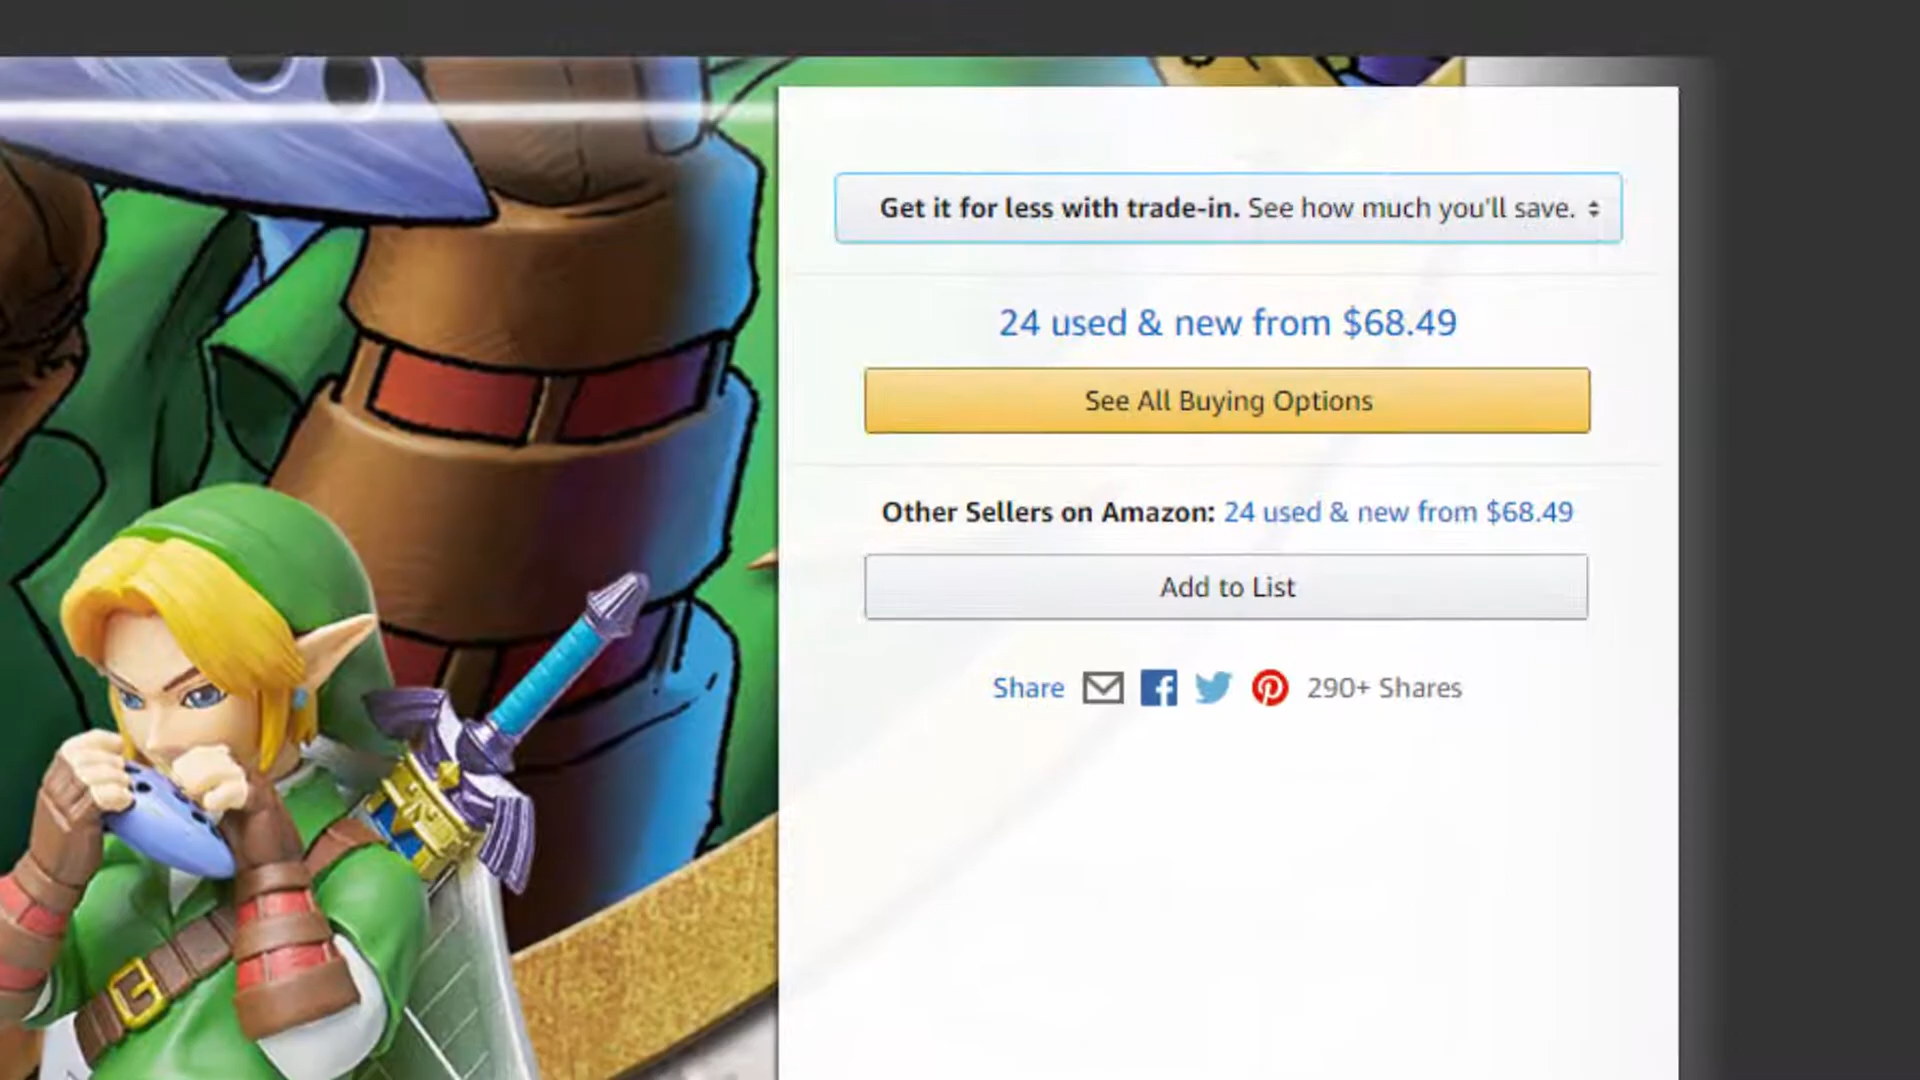 Get it for less with trade-in. See how much you'll save.
24 used & new from $68.49
See All Buying Options
Other Sellers on Amazon: 24 used & new from $68.49
Add to List
Share 290+ Shares